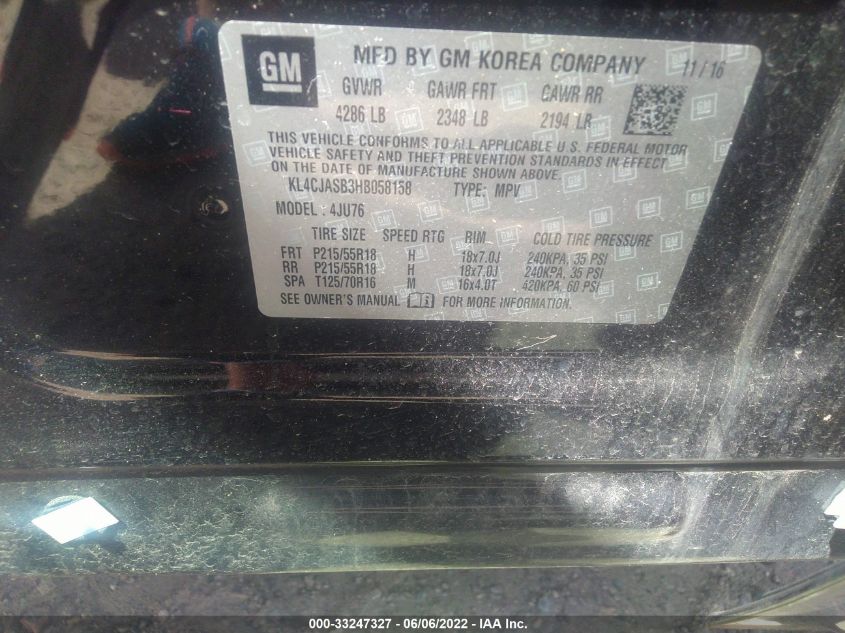 GM MFD BY GM KOREA COMPANY 11 / 16
GVWR GAWR FRT GAWR RR
4286 LB 2348 LB 2194 LB
THIS VEHICLE CONFORMS TO ALL APPLICABLE U.S. FEDERAL MOTOR
VEHICLE SAFETY AND THEFT PREVENTION STANDARDS IN EFFECT
ON THE DATE OF MANUFACTURE SHOWN ABOVE.
KL4CJASB3HB058158 TYPE: MPV
MODEL : 4JU76
TIRE SIZE SPEED RTG RIM COLD TIRE PRESSURE
FRT P215/55R18 H 18x7.0J 240KPA, 35 PSI
RR P215/55R18 H 18x7.0J 240KPA, 35 PSI
SPA T125/70R16 M 16x4.0T 420KPA, 60 PSI
SEE OWNER'S MANUAL FOR MORE INFORMATION.
000-33247327 - 06/06/2022 - IAA Inc.